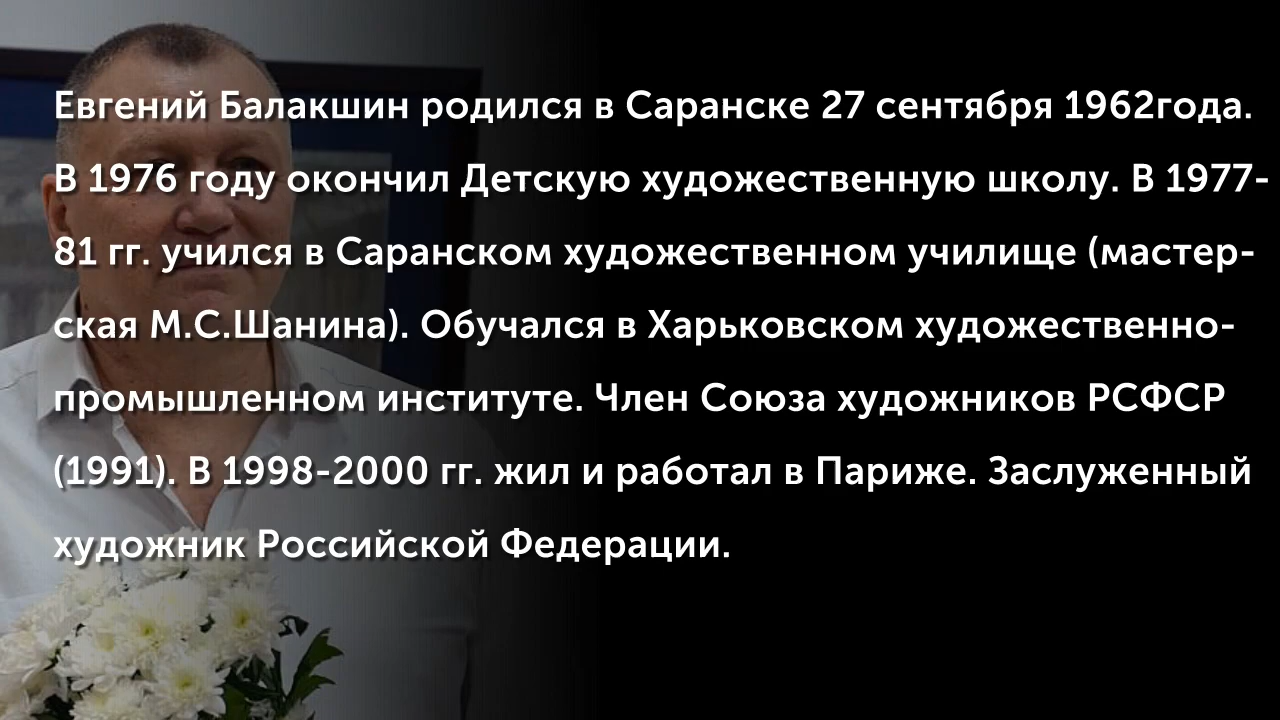 Евгений Балакшин родился в Саранске 27 сентября 1962года.
В 1976 году окончил Детскую художественную школу. В 1977-
81 гг. учился в Саранском художественном училище (мастер-
ская М.С.Шанина). Обучался в Харьковском художественно-
промышленном институте. Член Союза художников РСФСР
(1991). В 1998-2000 гг. жил и работал в Париже. Заслуженный
художник Российской Федерации.